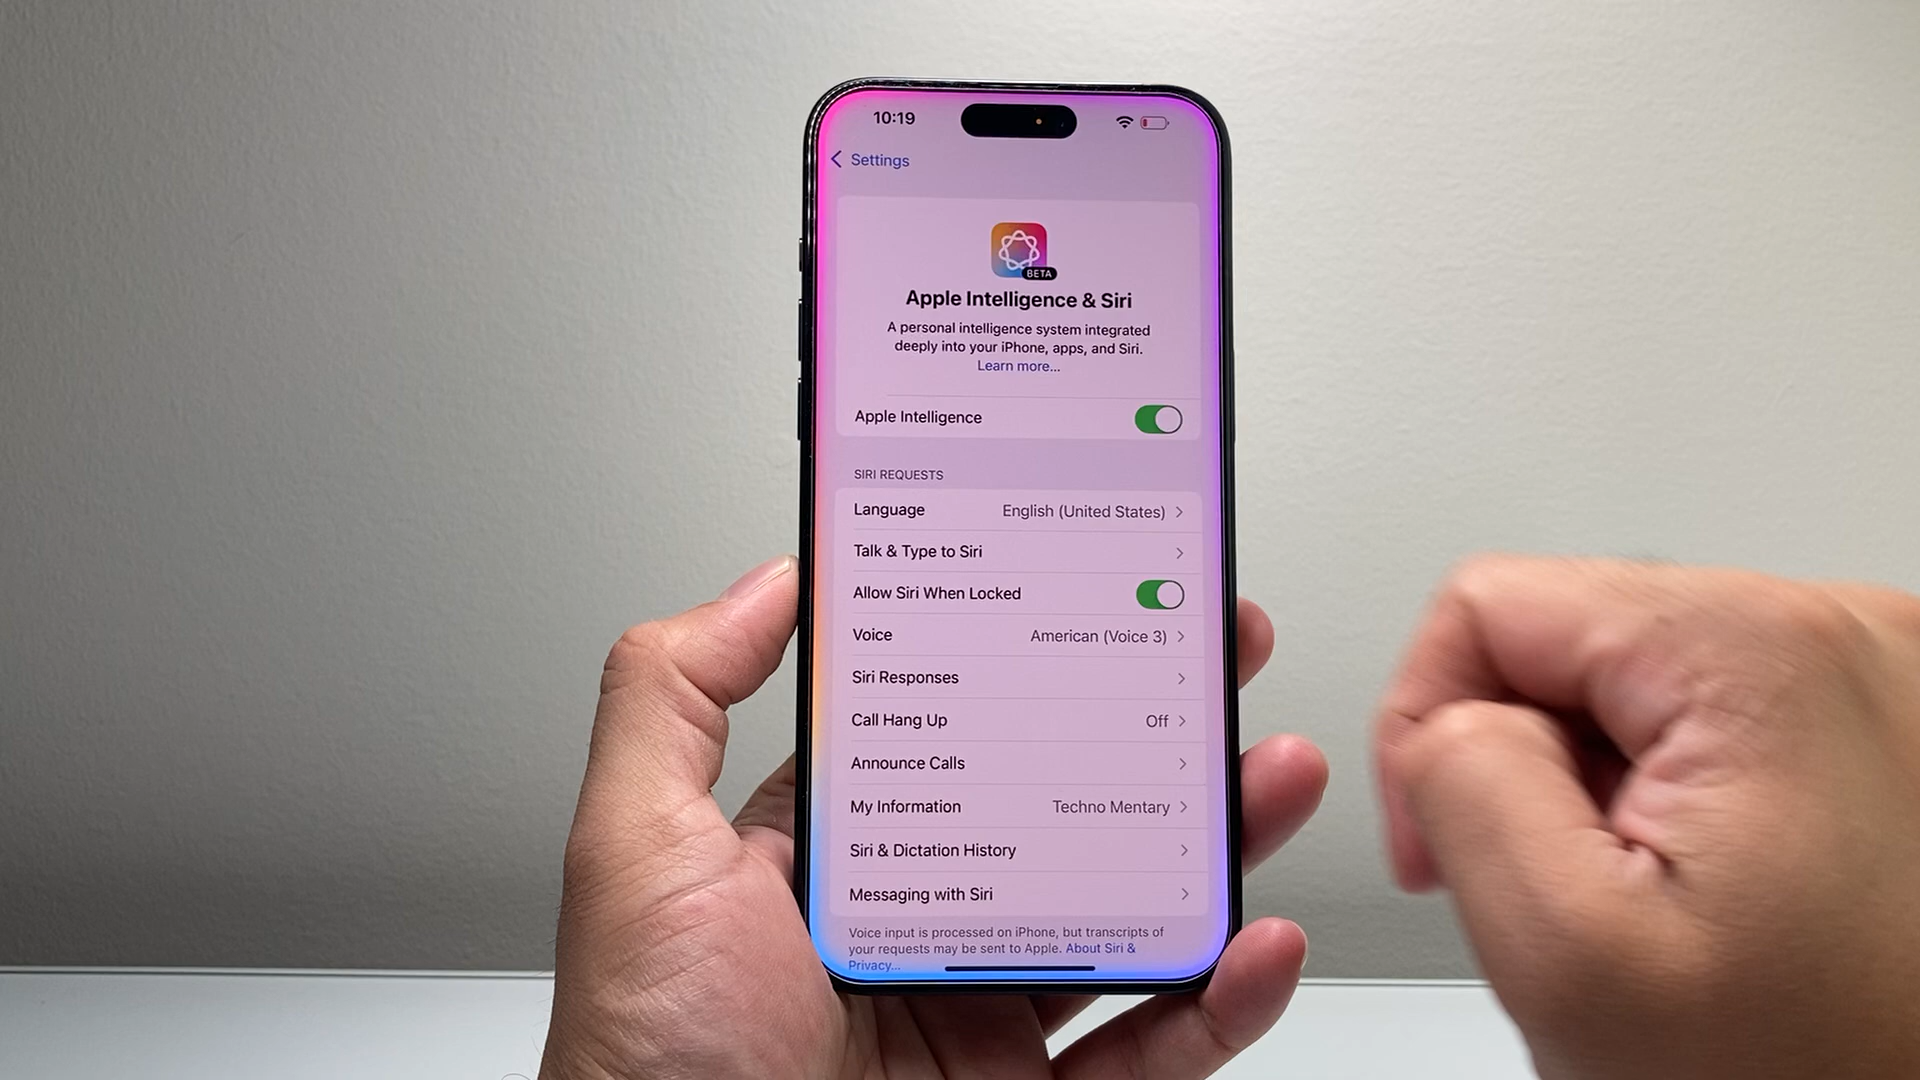 10:19
Settings
BETA
Apple Intelligence & Siri
A personal intelligence system integrated
deeply into your iPhone, apps, and Siri.
Learn more...
Apple Intelligence
SIRI REQUESTS
Language English (United States)
Talk & Type to Siri
Allow Siri When Locked
Voice American (Voice 3)
Siri Responses
Call Hang Up Off
Announce Calls
My Information Techno Mentary
Siri & Dictation History
Messaging with Siri
Voice input is processed on iPhone, but transcripts of
your requests may be sent to Apple. About Siri &
Privacy...